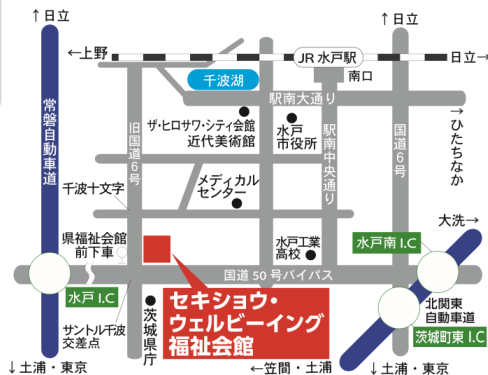 ↑日立
↑日立
←上野
JR 水戸駅
日立→
南口
千波湖
駅南大通り
常磐自動車道
旧国道6号
ザ・ヒロサワ・シティ会館
近代美術館
水戸
市役所
駅南中央通り
国道6号
→ひたちなか
メディカル
センター
千波十文字
大洗→
県福祉会館
前下車
水戸工業
高校
水戸南 I.C
国道 50 号バイパス
水戸 I.C
セキショウ・
ウェルビーイング
福祉会館
北関東
自動車道
茨城県庁
サントル千波
交差点
茨城町東 I.C
↓土浦・東京
←笠間・土浦
↓土浦・東京